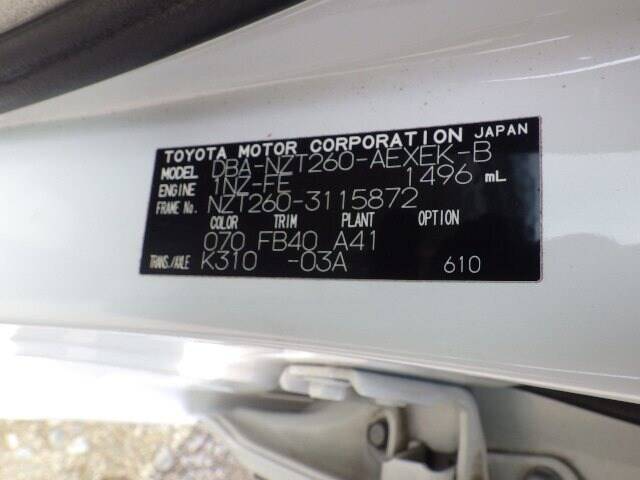 TOYOTA MOTOR CORPORATION JAPAN
MODEL DBA-NZT260-AEXEK-B
ENGINE 1NZ-FE 1496 mL
FRAME No. NZT260-3115872
COLOR TRIM PLANT OPTION
070 FB40 A41
TRANS./AXLE K310 -03A 610